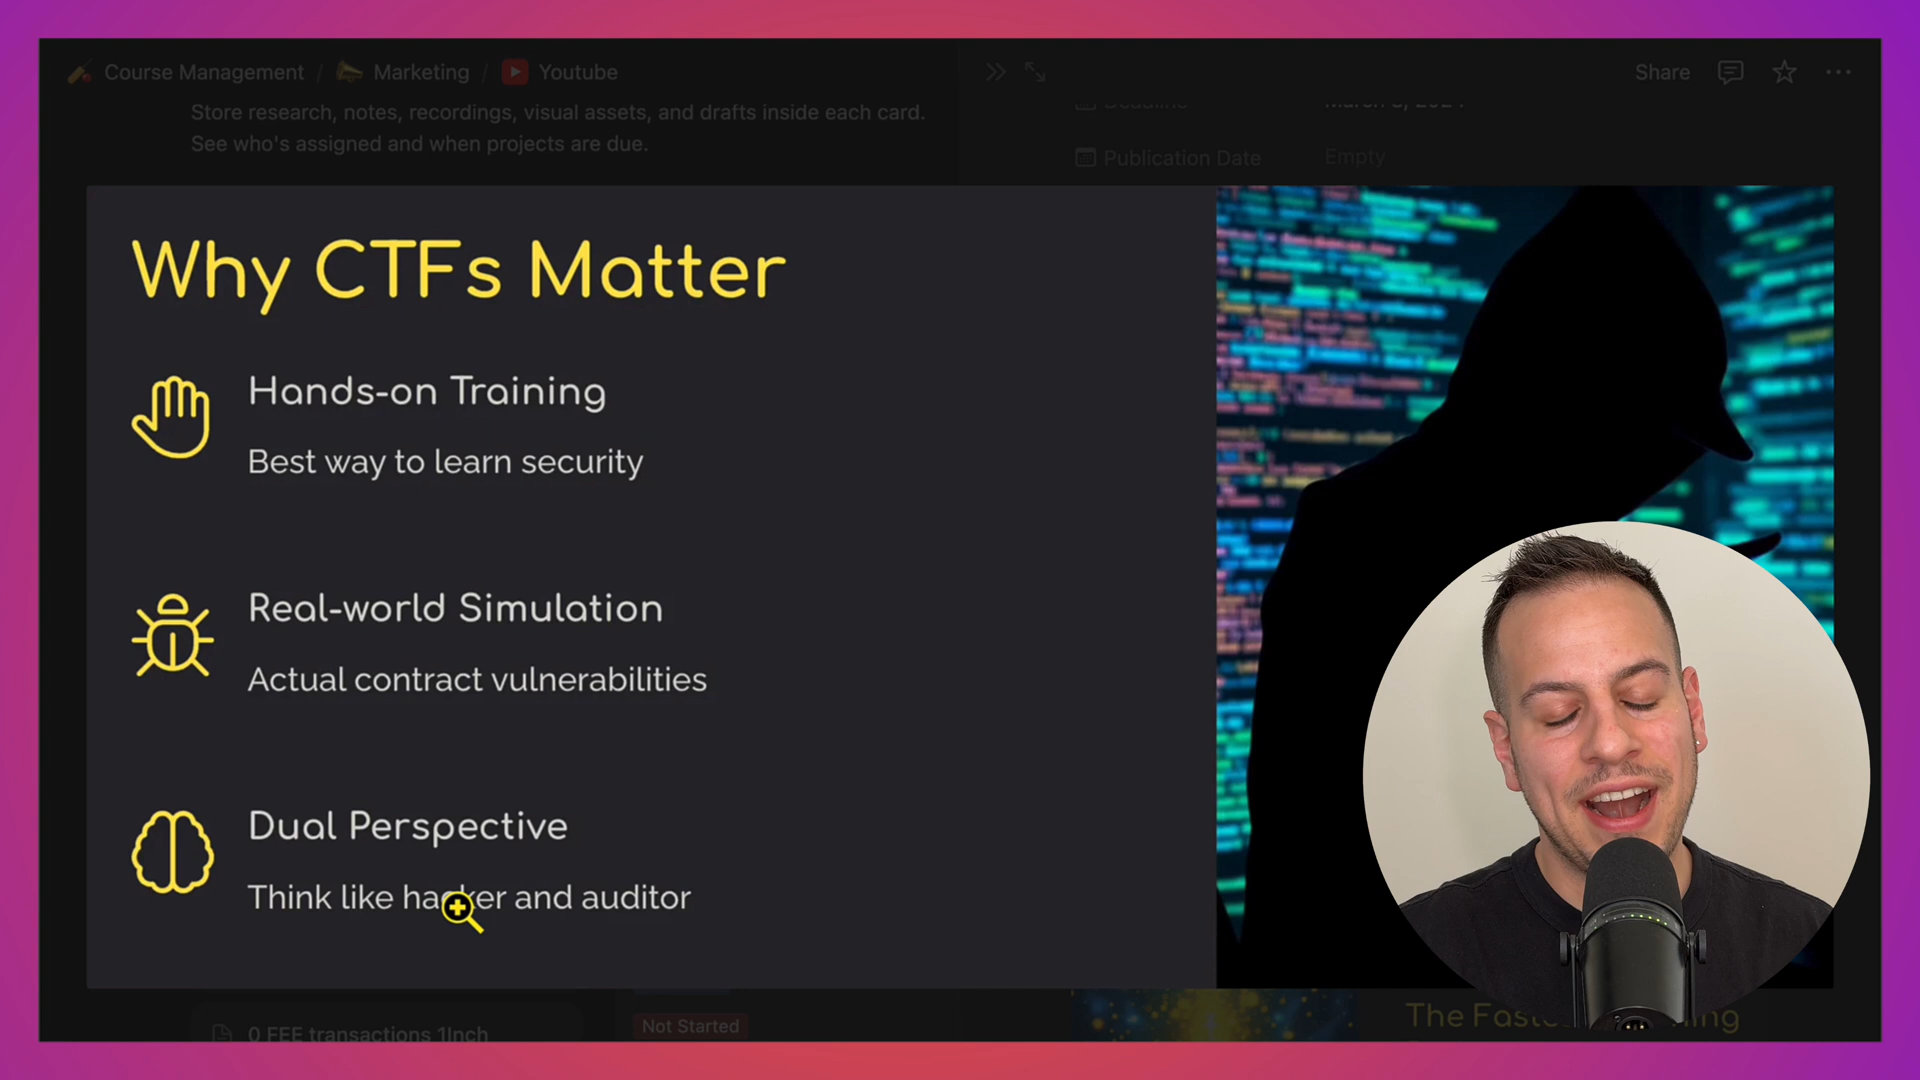 Course Management / Marketing / Youtube
Share
Store research, notes, recordings, visual assets, and drafts inside each card.
See who's assigned and when projects are due.
Deadline
Publication Date Empty
Why CTFs Matter
Hands-on Training
Best way to learn security
Real-world Simulation
Actual contract vulnerabilities
Dual Perspective
Think like hacker and auditor
0 FEE transactions 1Inch
Not Started
The